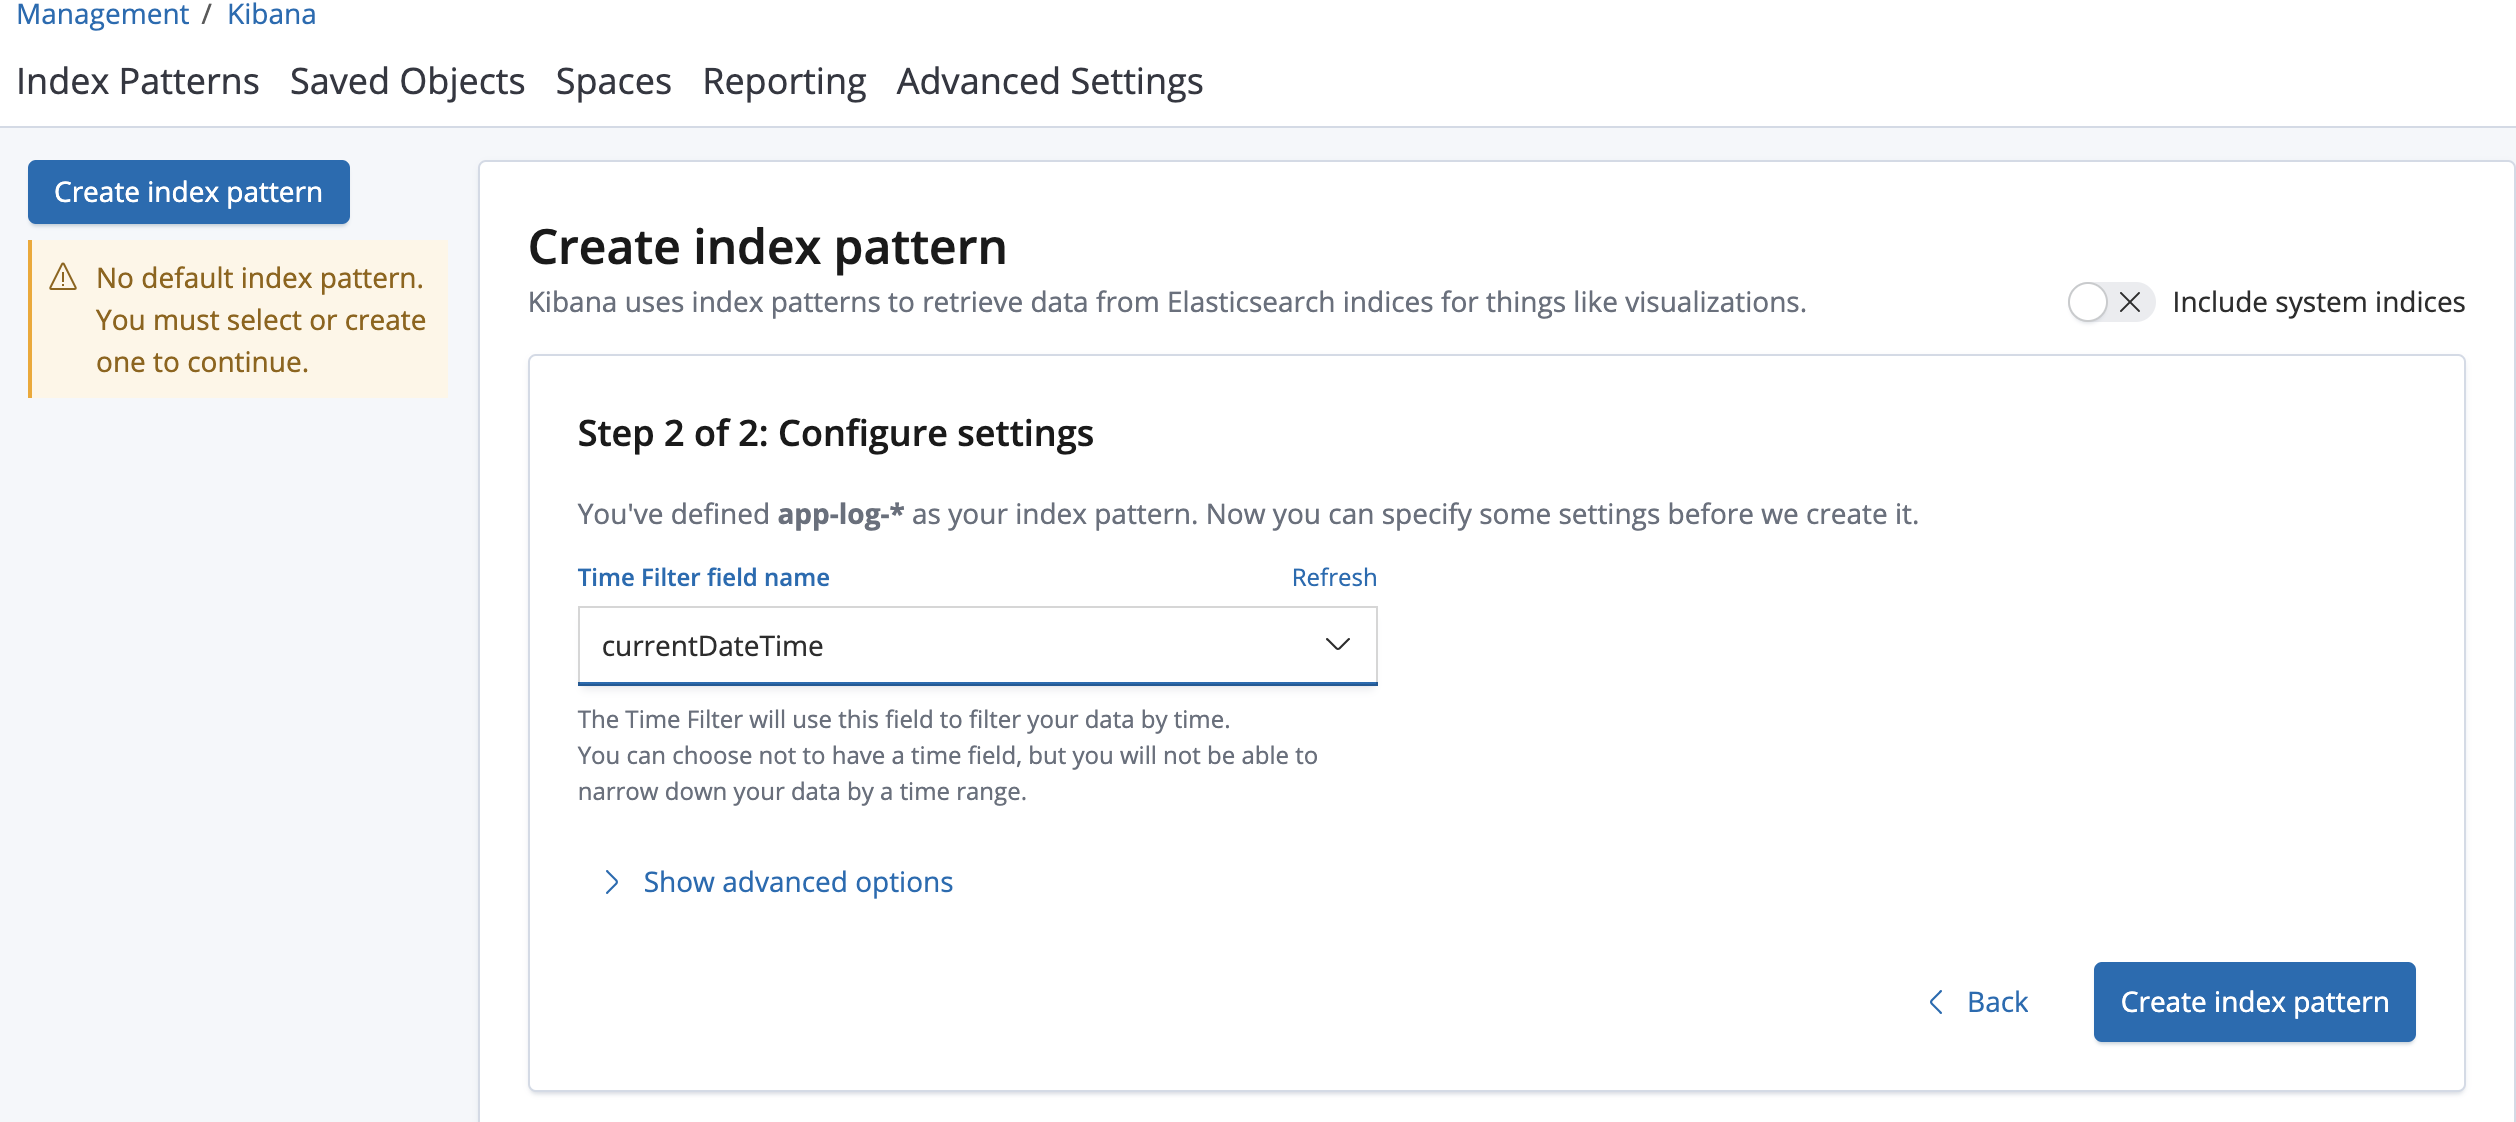 Management / Kibana
Index Patterns Saved Objects Spaces Reporting Advanced Settings
Create index pattern
No default index pattern.
You must select or create
one to continue.
Create index pattern
Kibana uses index patterns to retrieve data from Elasticsearch indices for things like visualizations.
Include system indices
Step 2 of 2: Configure settings
You've defined app-log-* as your index pattern. Now you can specify some settings before we create it.
Time Filter field name Refresh
currentDateTime
The Time Filter will use this field to filter your data by time.
You can choose not to have a time field, but you will not be able to
narrow down your data by a time range.
Show advanced options
Back
Create index pattern